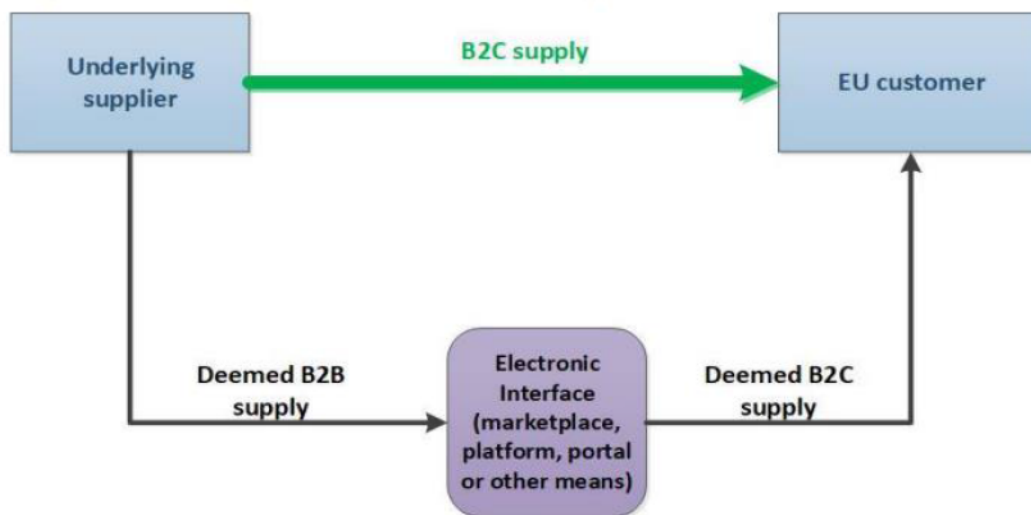 B2C supply
Underlying
supplier
EU customer
Deemed B2B
supply
Electronic
Interface
(marketplace,
platform, portal
or other means)
Deemed B2C
supply